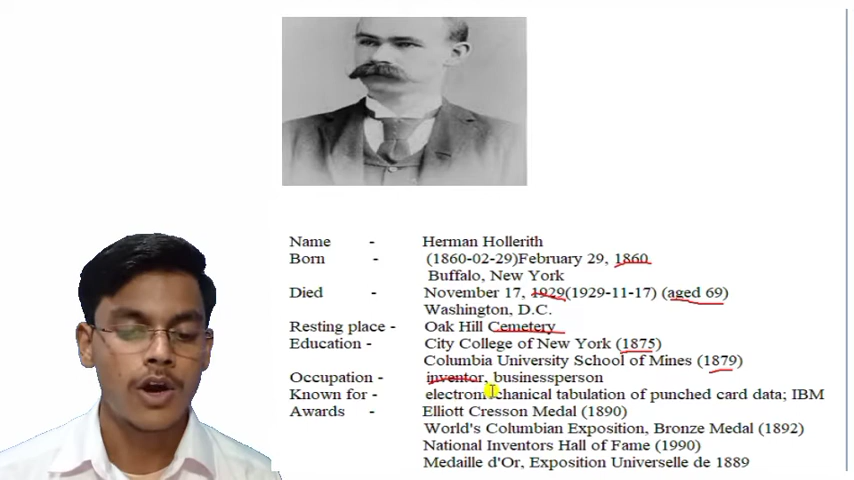 Name - Herman Hollerith
Born - (1860-02-29)February 29, 1860
Buffalo, New York
Died - November 17, 1929(1929-11-17) (aged 69)
Washington, D.C.
Resting place - Oak Hill Cemetery
Education - City College of New York (1875)
Columbia University School of Mines (1879)
Occupation - inventor, businessperson
Known for - electromechanical tabulation of punched card data; IBM
Awards - Elliott Cresson Medal (1890)
World's Columbian Exposition, Bronze Medal (1892)
National Inventors Hall of Fame (1990)
Medaille d'Or, Exposition Universelle de 1889